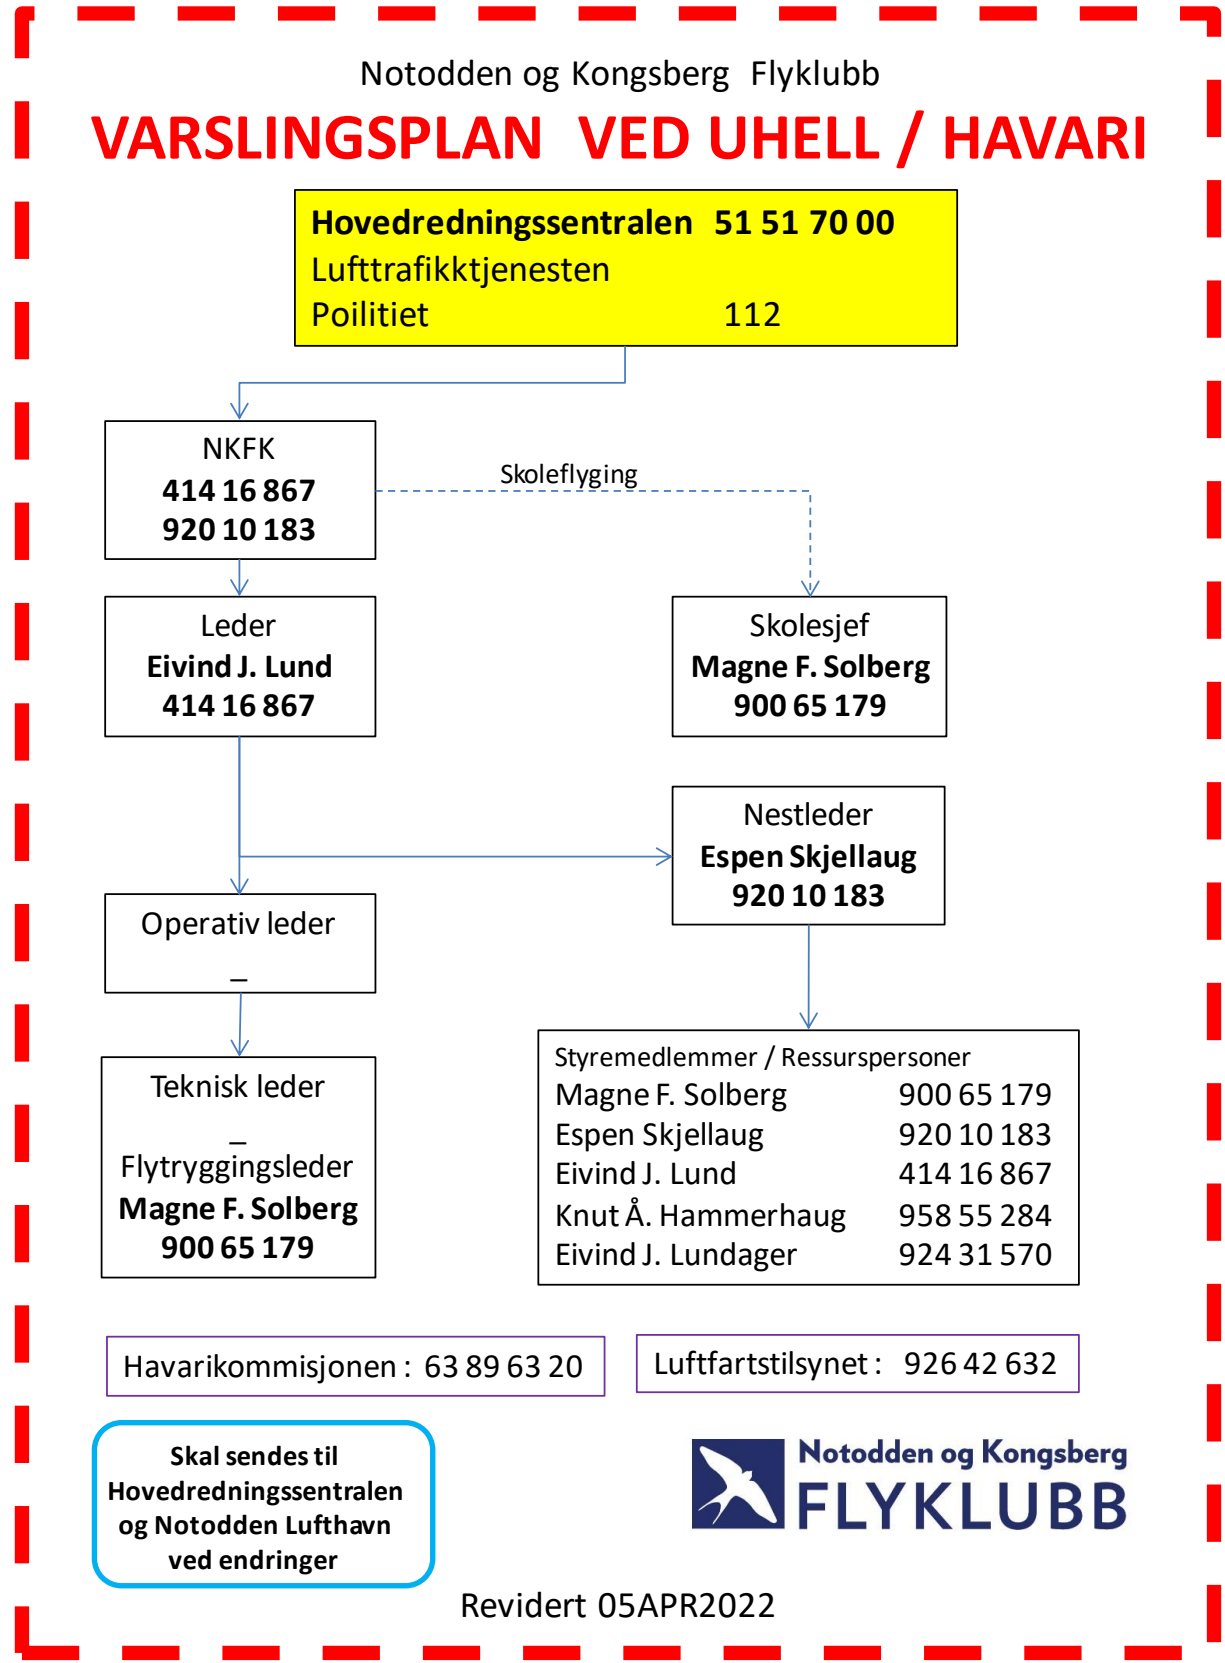 Notodden og Kongsberg Flyklubb
VARSLINGSPLAN VED UHELL / HAVARI
Hovedredningssentralen 51 51 70 00
Lufttrafikktjenesten
Poilitiet 112
NKFK
414 16 867
920 10 183
Skoleflyging
Leder
Eivind J. Lund
414 16 867
Skolesjef
Magne F. Solberg
900 65 179
Nestleder
Espen Skjellaug
920 10 183
Operativ leder
_
Teknisk leder
_
Flytryggingsleder
Magne F. Solberg
900 65 179
Styremedlemmer / Ressurspersoner
Magne F. Solberg 900 65 179
Espen Skjellaug 920 10 183
Eivind J. Lund 414 16 867
Knut Å. Hammerhaug 958 55 284
Eivind J. Lundager 924 31 570
Havarikommisjonen : 63 89 63 20
Luftfartstilsynet : 926 42 632
Skal sendes til
Hovedredningssentralen
og Notodden Lufthavn
ved endringer
Notodden og Kongsberg
FLYKLUBB
Revidert 05APR2022